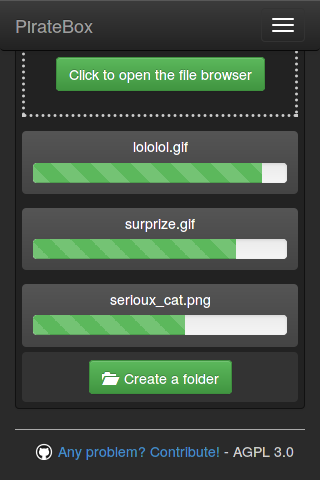 PirateBox
Click to open the file browser
lololol.gif
surprize.gif
serioux_cat.png
Create a folder
Any problem? Contribute! - AGPL 3.0